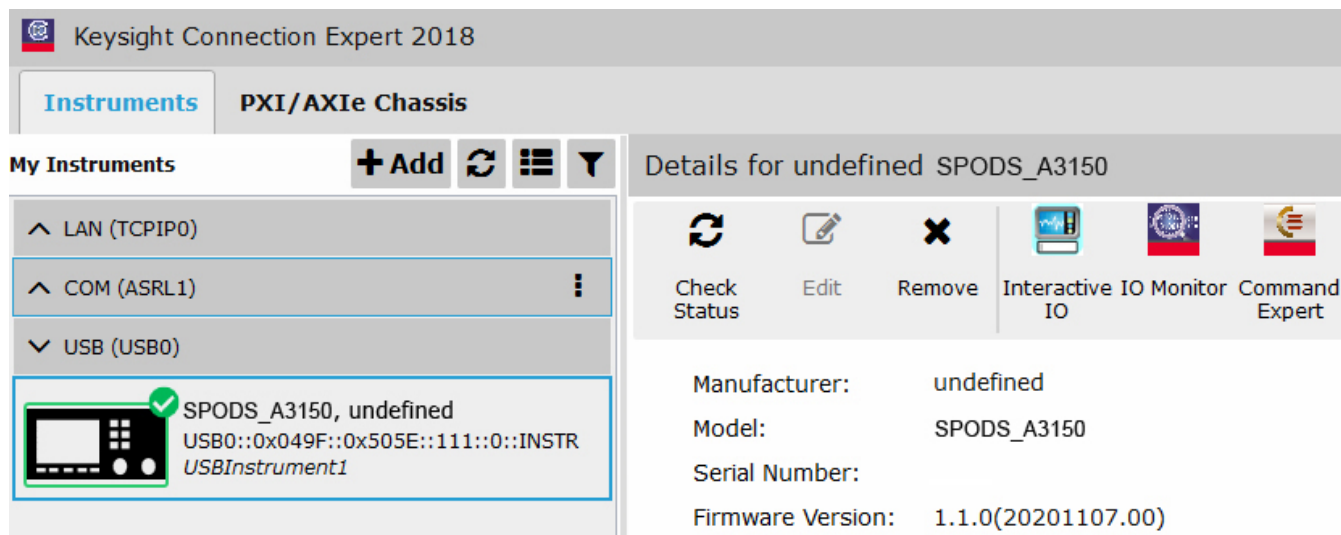 Keysight Connection Expert 2018
Instruments PXI/AXIe Chassis
My Instruments
Add
Details for undefined SPODS_A3150
LAN (TCPIP0)
COM (ASRL1)
USB (USB0)
Check Status
Edit
Remove
Interactive IO
IO Monitor
Command Expert
SPODS_A3150, undefined
USB0::0x049F::0x505E::111::0::INSTR
USBInstrument1
Manufacturer: undefined
Model: SPODS_A3150
Serial Number:
Firmware Version: 1.1.0(20201107.00)